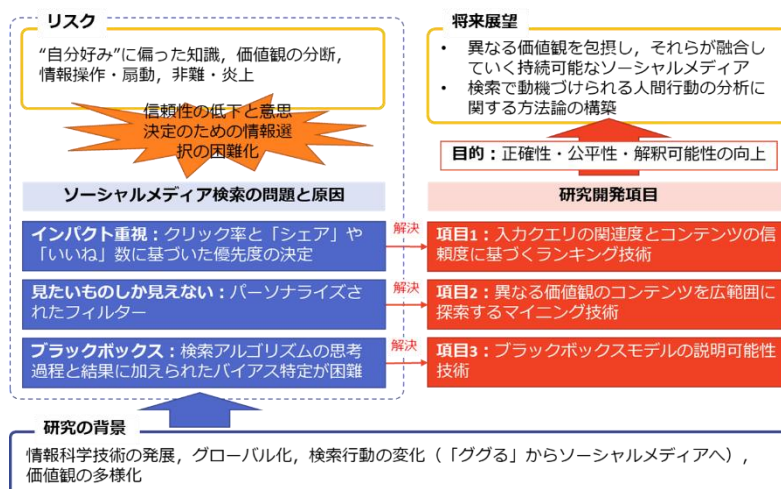 リスク
"自分好み"に偏った知識，価値観の分断，
情報操作・扇動，非難・炎上
信頼性の低下と意思
決定のための情報選
択の困難化
ソーシャルメディア検索の問題と原因
インパクト重視：クリック率と「シェア」や
「いいね」数に基づいた優先度の決定
見たいものしか見えない：パーソナライズさ
れたフィルター
ブラックボックス：検索アルゴリズムの思考
過程と結果に加えられたバイアス特定が困難
解決
解決
解決
将来展望
• 異なる価値観を包摂し，それらが融合し
ていく持続可能なソーシャルメディア
• 検索で動機づけられる人間行動の分析に
関する方法論の構築
目的：正確性・公平性・解釈可能性の向上
研究開発項目
項目1：入力クエリの関連度とコンテンツの信
頼度に基づくランキング技術
項目2：異なる価値観のコンテンツを広範囲に
探索するマイニング技術
項目3：ブラックボックスモデルの説明可能性
技術
研究の背景
情報科学技術の発展，グローバル化，検索行動の変化（「ググる」からソーシャルメディアへ），
価値観の多様化